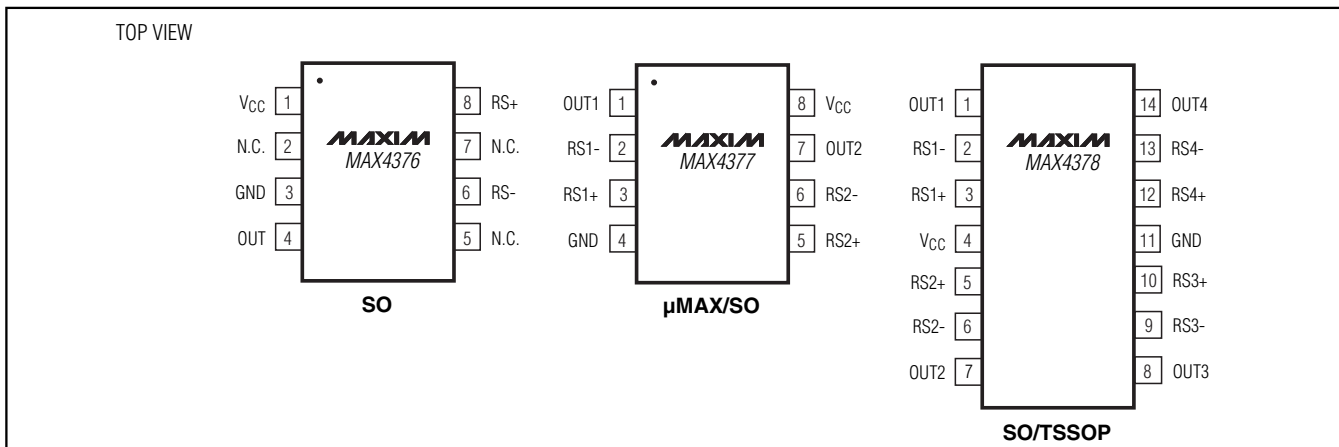 TOP VIEW
VCC 1 8 RS+
N.C. 2 7 N.C.
GND 3 6 RS-
OUT 4 5 N.C.
MAXIM
MAX4376
SO
OUT1 1 8 VCC
RS1- 2 7 OUT2
RS1+ 3 6 RS2-
GND 4 5 RS2+
MAXIM
MAX4377
µMAX/SO
OUT1 1 14 OUT4
RS1- 2 13 RS4-
RS1+ 3 12 RS4+
VCC 4 11 GND
RS2+ 5 10 RS3+
RS2- 6 9 RS3-
OUT2 7 8 OUT3
MAXIM
MAX4378
SO/TSSOP